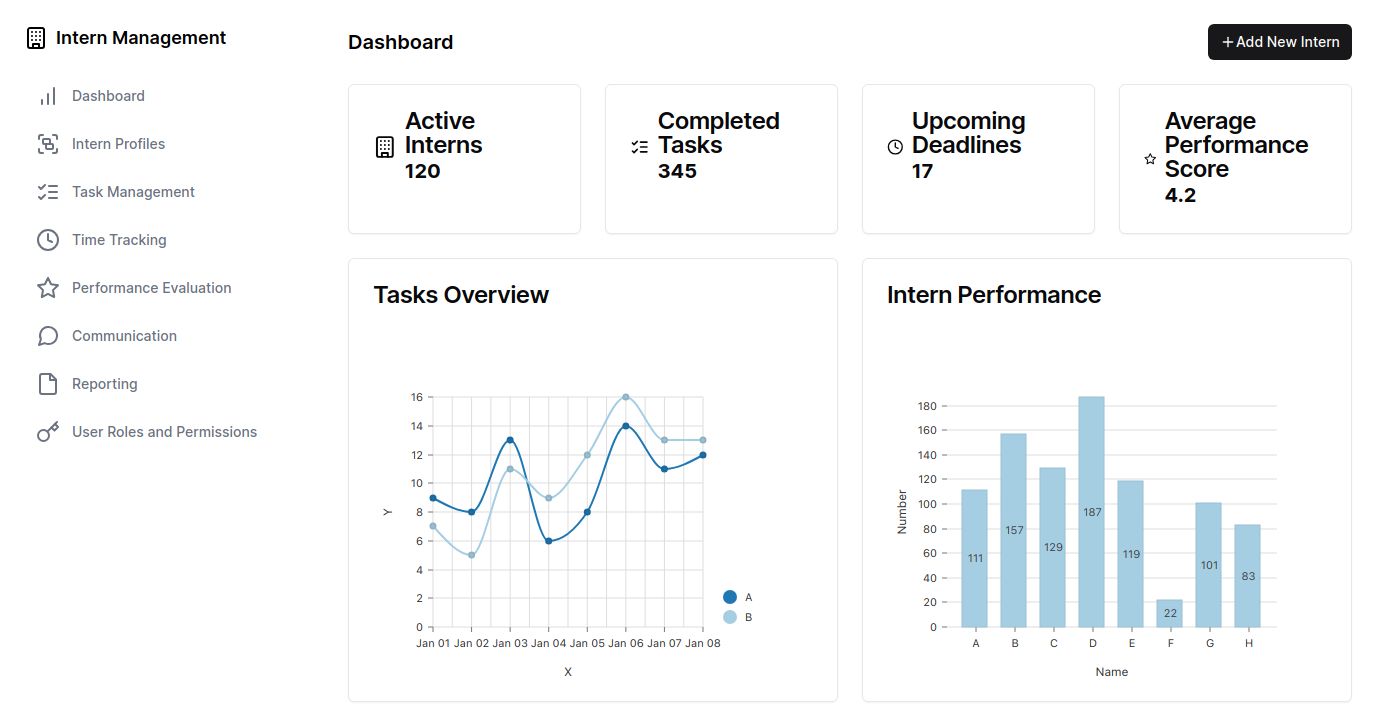 Intern Management
Dashboard
Intern Profiles
Task Management
Time Tracking
Performance Evaluation
Communication
Reporting
User Roles and Permissions
Dashboard
+ Add New Intern
Active
Interns
120
Completed
Tasks
345
Upcoming
Deadlines
17
Average
Performance
Score
4.2
Tasks Overview
16
14
12
10
8
6
4
2
0
Y
Jan 01 Jan 02 Jan 03 Jan 04 Jan 05 Jan 06 Jan 07 Jan 08
X
A
B
Intern Performance
180
160
140
120
100
80
60
40
20
0
Number
111 157 129 187 119 22 101 83
A B C D E F G H
Name